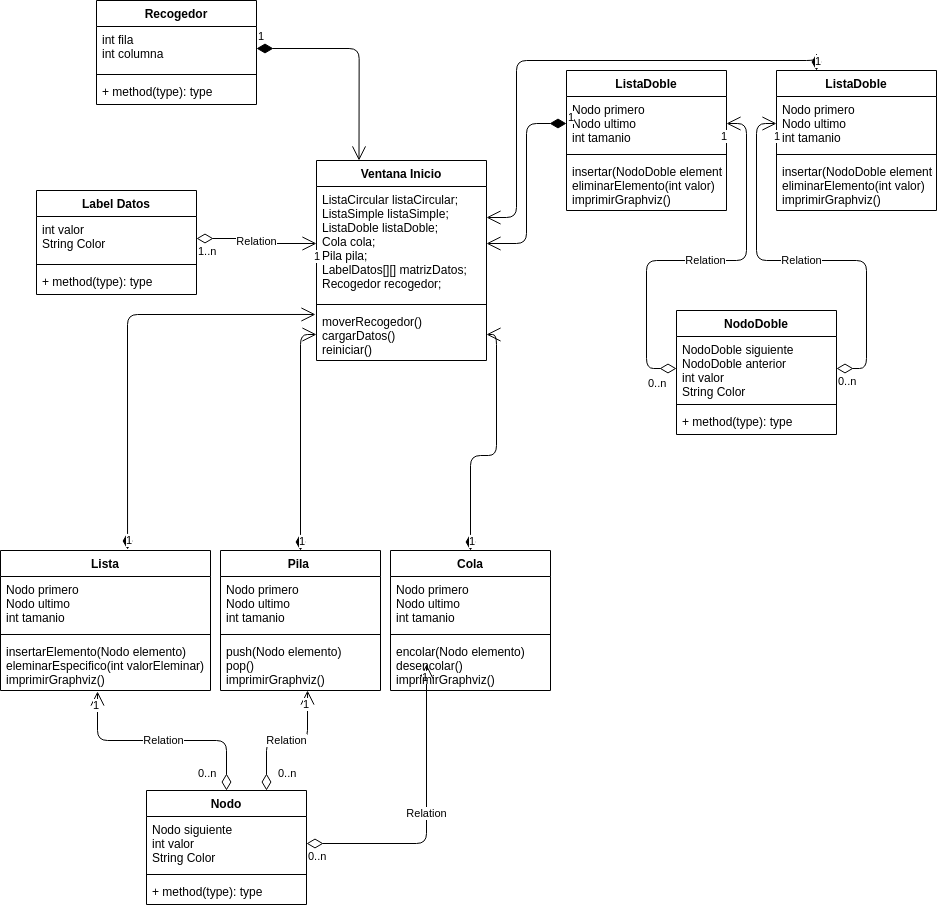 Recogedor
int fila
int columna
+ method(type): type
1
1
ListaDoble
Nodo primero
Nodo ultimo
int tamanio
insertar(NodoDoble element
eliminarElemento(int valor)
imprimirGraphviz()
1
1
ListaDoble
Nodo primero
Nodo ultimo
int tamanio
insertar(NodoDoble element
eliminarElemento(int valor)
imprimirGraphviz()
1
Ventana Inicio
ListaCircular listaCircular;
ListaSimple listaSimple;
ListaDoble listaDoble;
Cola cola;
Pila pila;
LabelDatos[][] matrizDatos;
Recogedor recogedor;
moverRecogedor()
cargarDatos()
reiniciar()
Label Datos
int valor
String Color
+ method(type): type
Relation
1..n
1
Relation
Relation
NodoDoble
NodoDoble siguiente
NodoDoble anterior
int valor
String Color
+ method(type): type
0..n
0..n
1
1
1
Lista
Nodo primero
Nodo ultimo
int tamanio
insertarElemento(Nodo elemento)
eleminarEspecifico(int valorEleminar)
imprimirGraphviz()
Pila
Nodo primero
Nodo ultimo
int tamanio
push(Nodo elemento)
pop()
imprimirGraphviz()
Cola
Nodo primero
Nodo ultimo
int tamanio
encolar(Nodo elemento)
desencolar()
imprimirGraphviz()
1
1
1
Relation
Relation
0..n
0..n
Relation
Nodo
Nodo siguiente
int valor
String Color
+ method(type): type
0..n